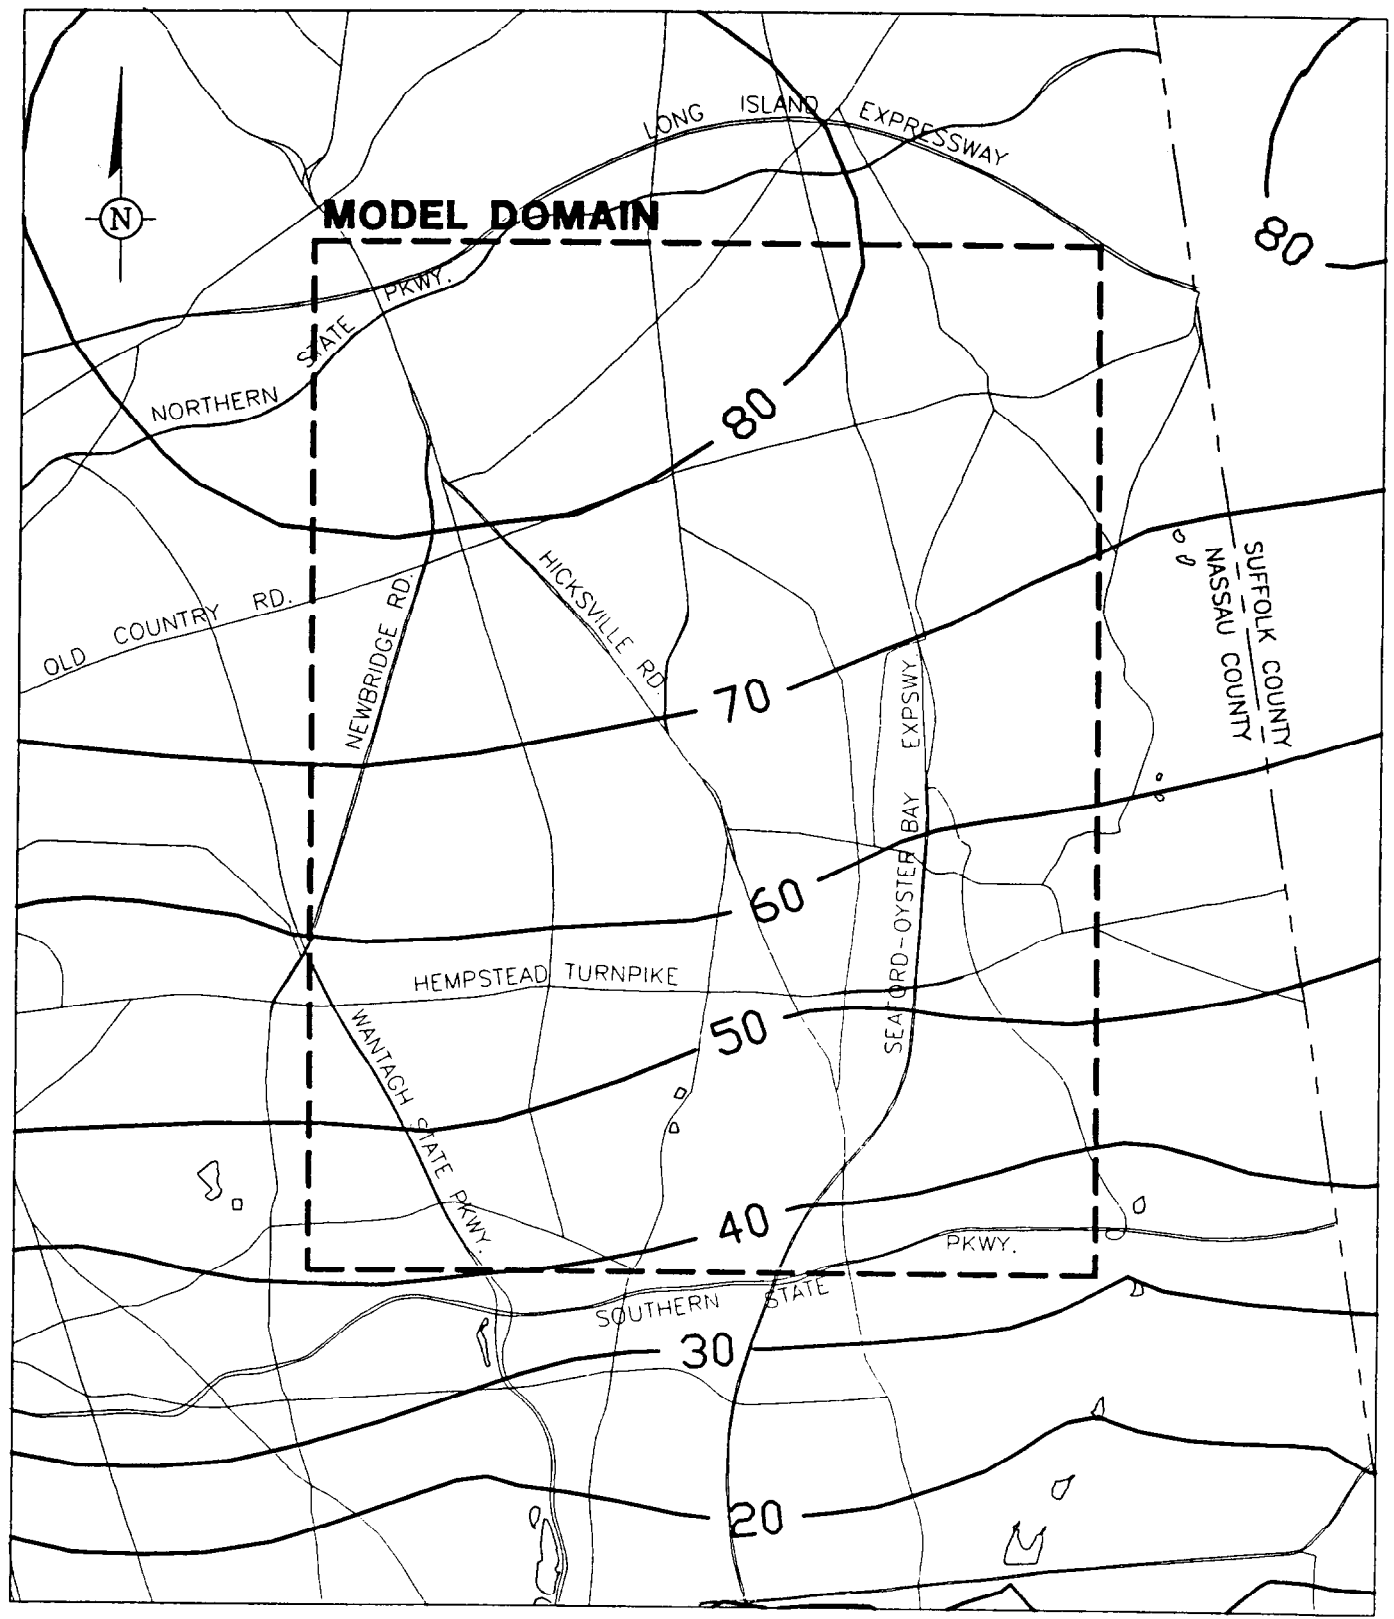 LONG ISLAND EXPRESSWAY
N
MODEL DOMAIN
80
NORTHERN STATE PKWY.
80
OLD COUNTRY RD.
NEWBRIDGE RD.
HICKSVILLE RD.
SUFFOLK COUNTY
NASSAU COUNTY
70
SEAFORD-OYSTER BAY EXPSWY.
60
HEMPSTEAD TURNPIKE
50
WANTAGH STATE PKWY.
40
SOUTHERN STATE PKWY.
30
20